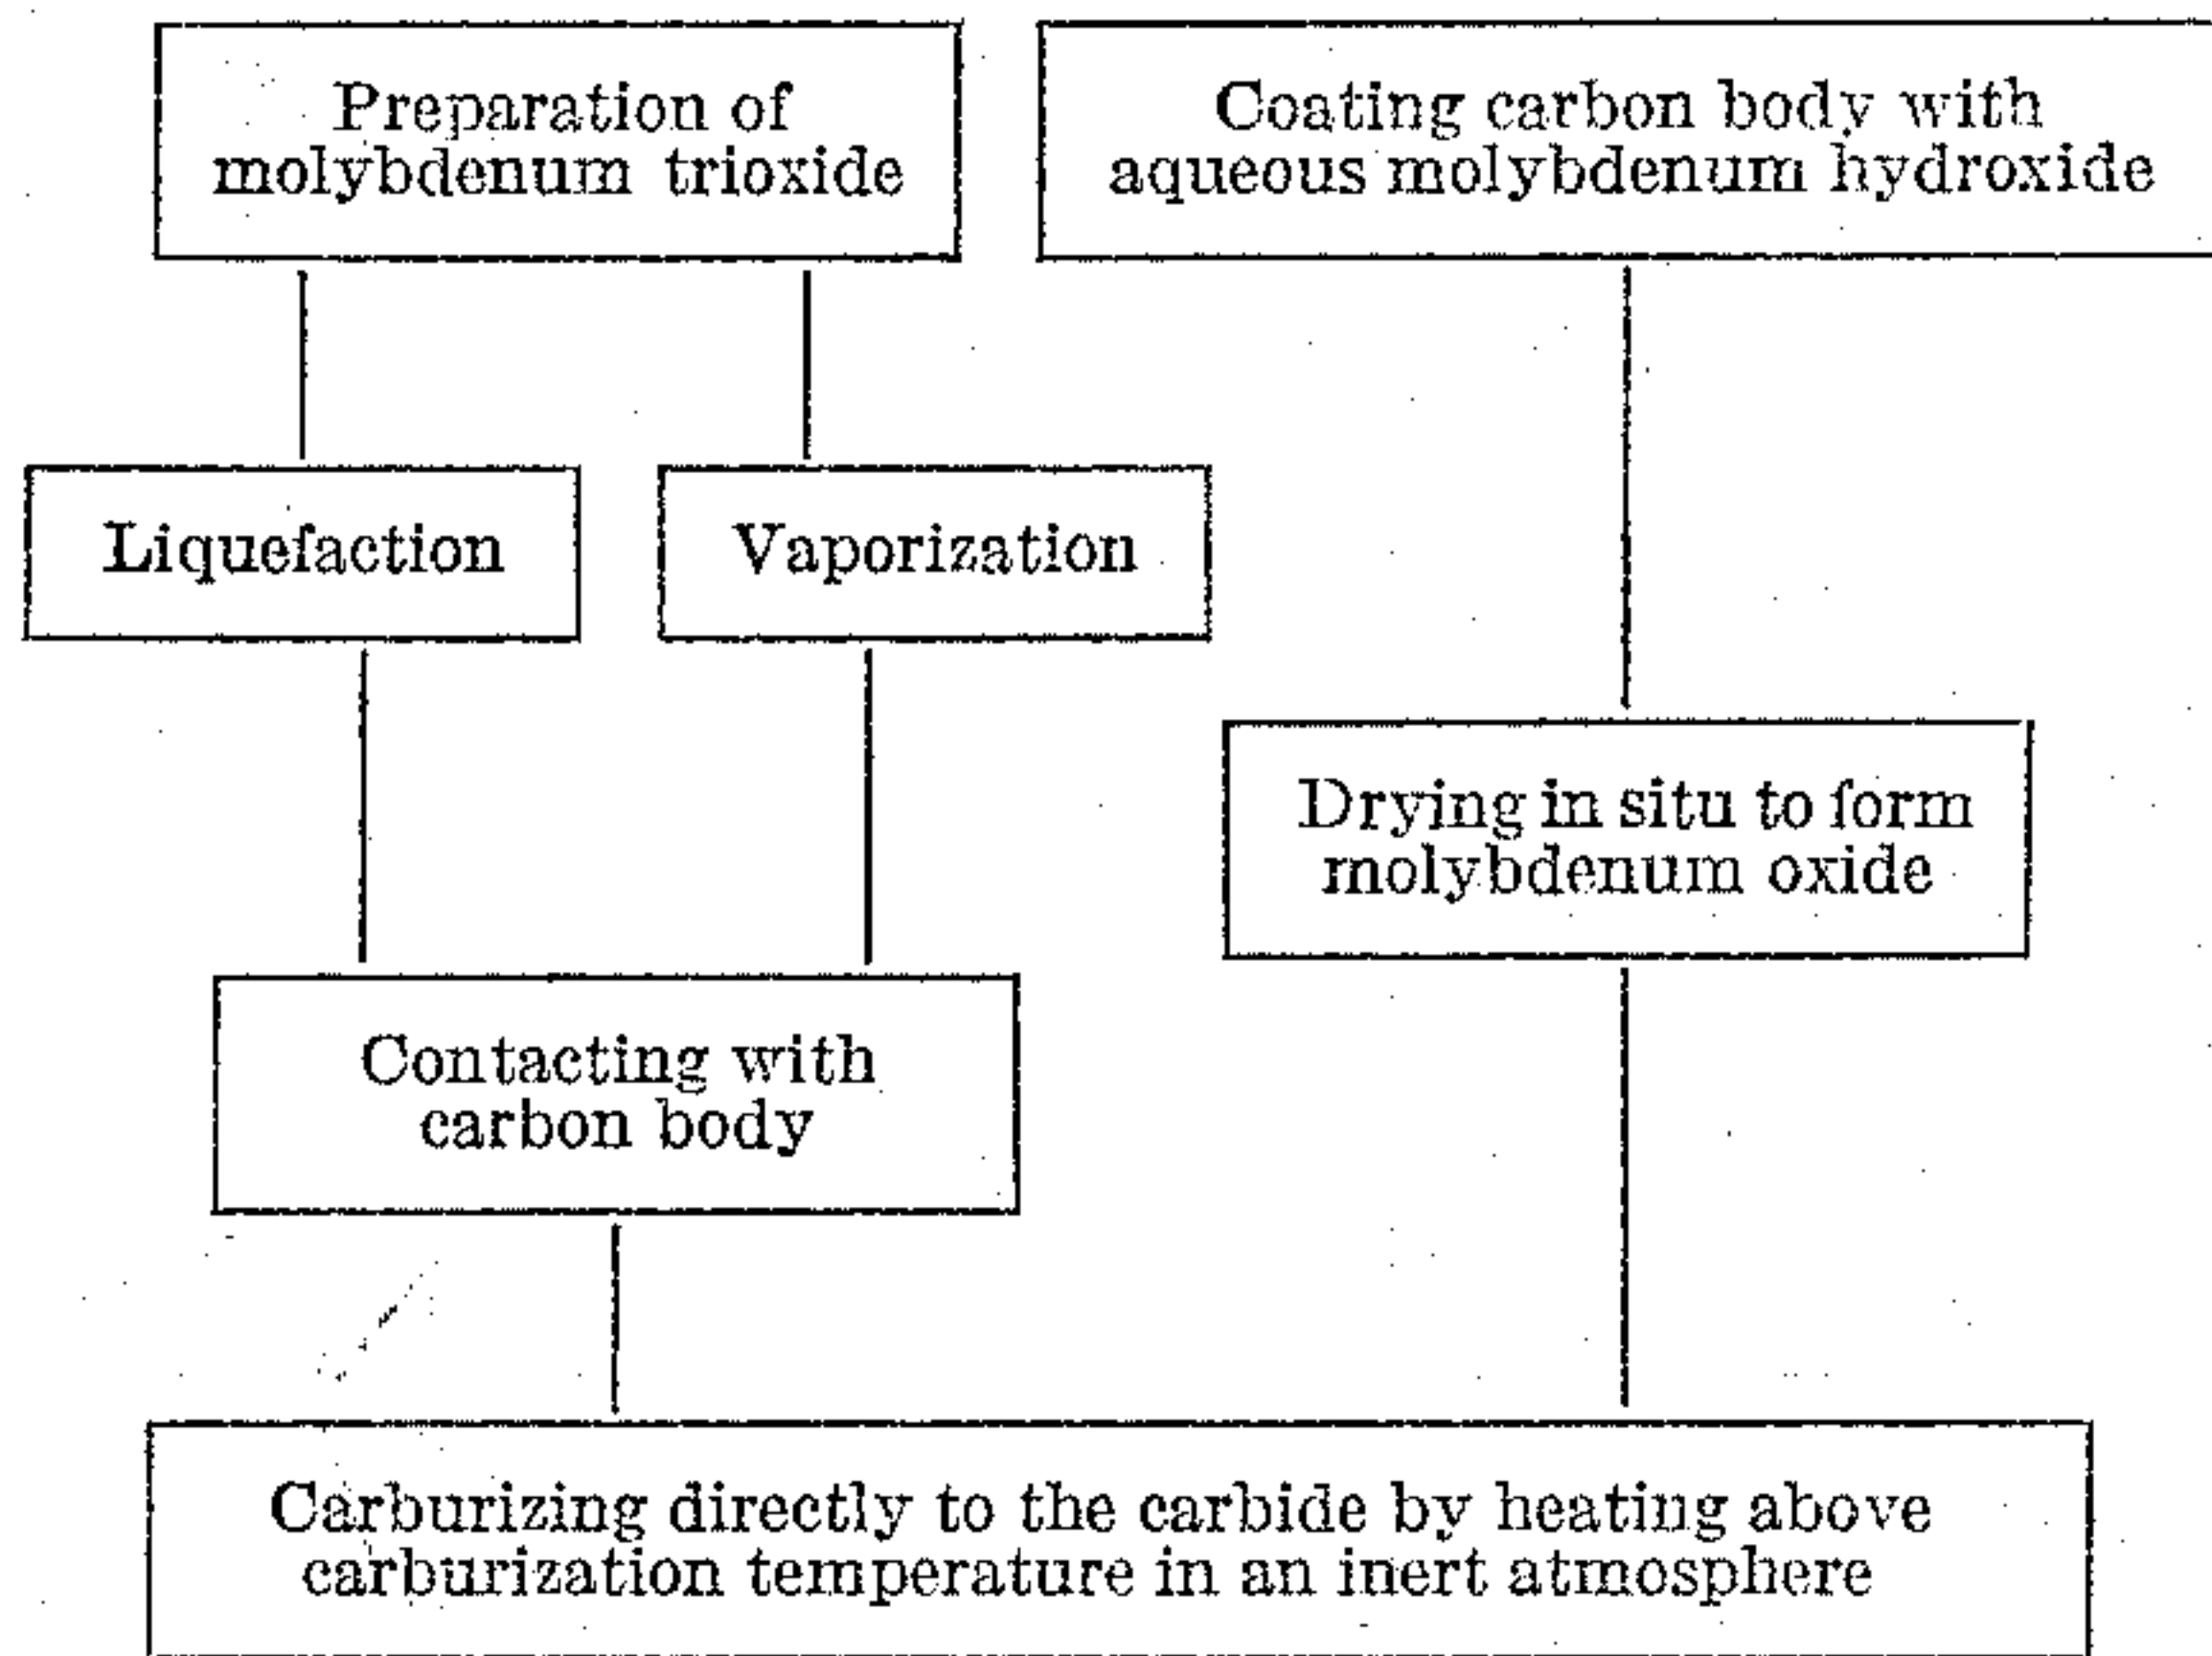 Preparation of
molybdenum trioxide
Coating carbon body with
aqueous molybdenum hydroxide
Liquefaction
Vaporization
Drying in situ to form
molybdenum oxide
Contacting with
carbon body
Carburizing directly to the carbide by heating above
carburization temperature in an inert atmosphere